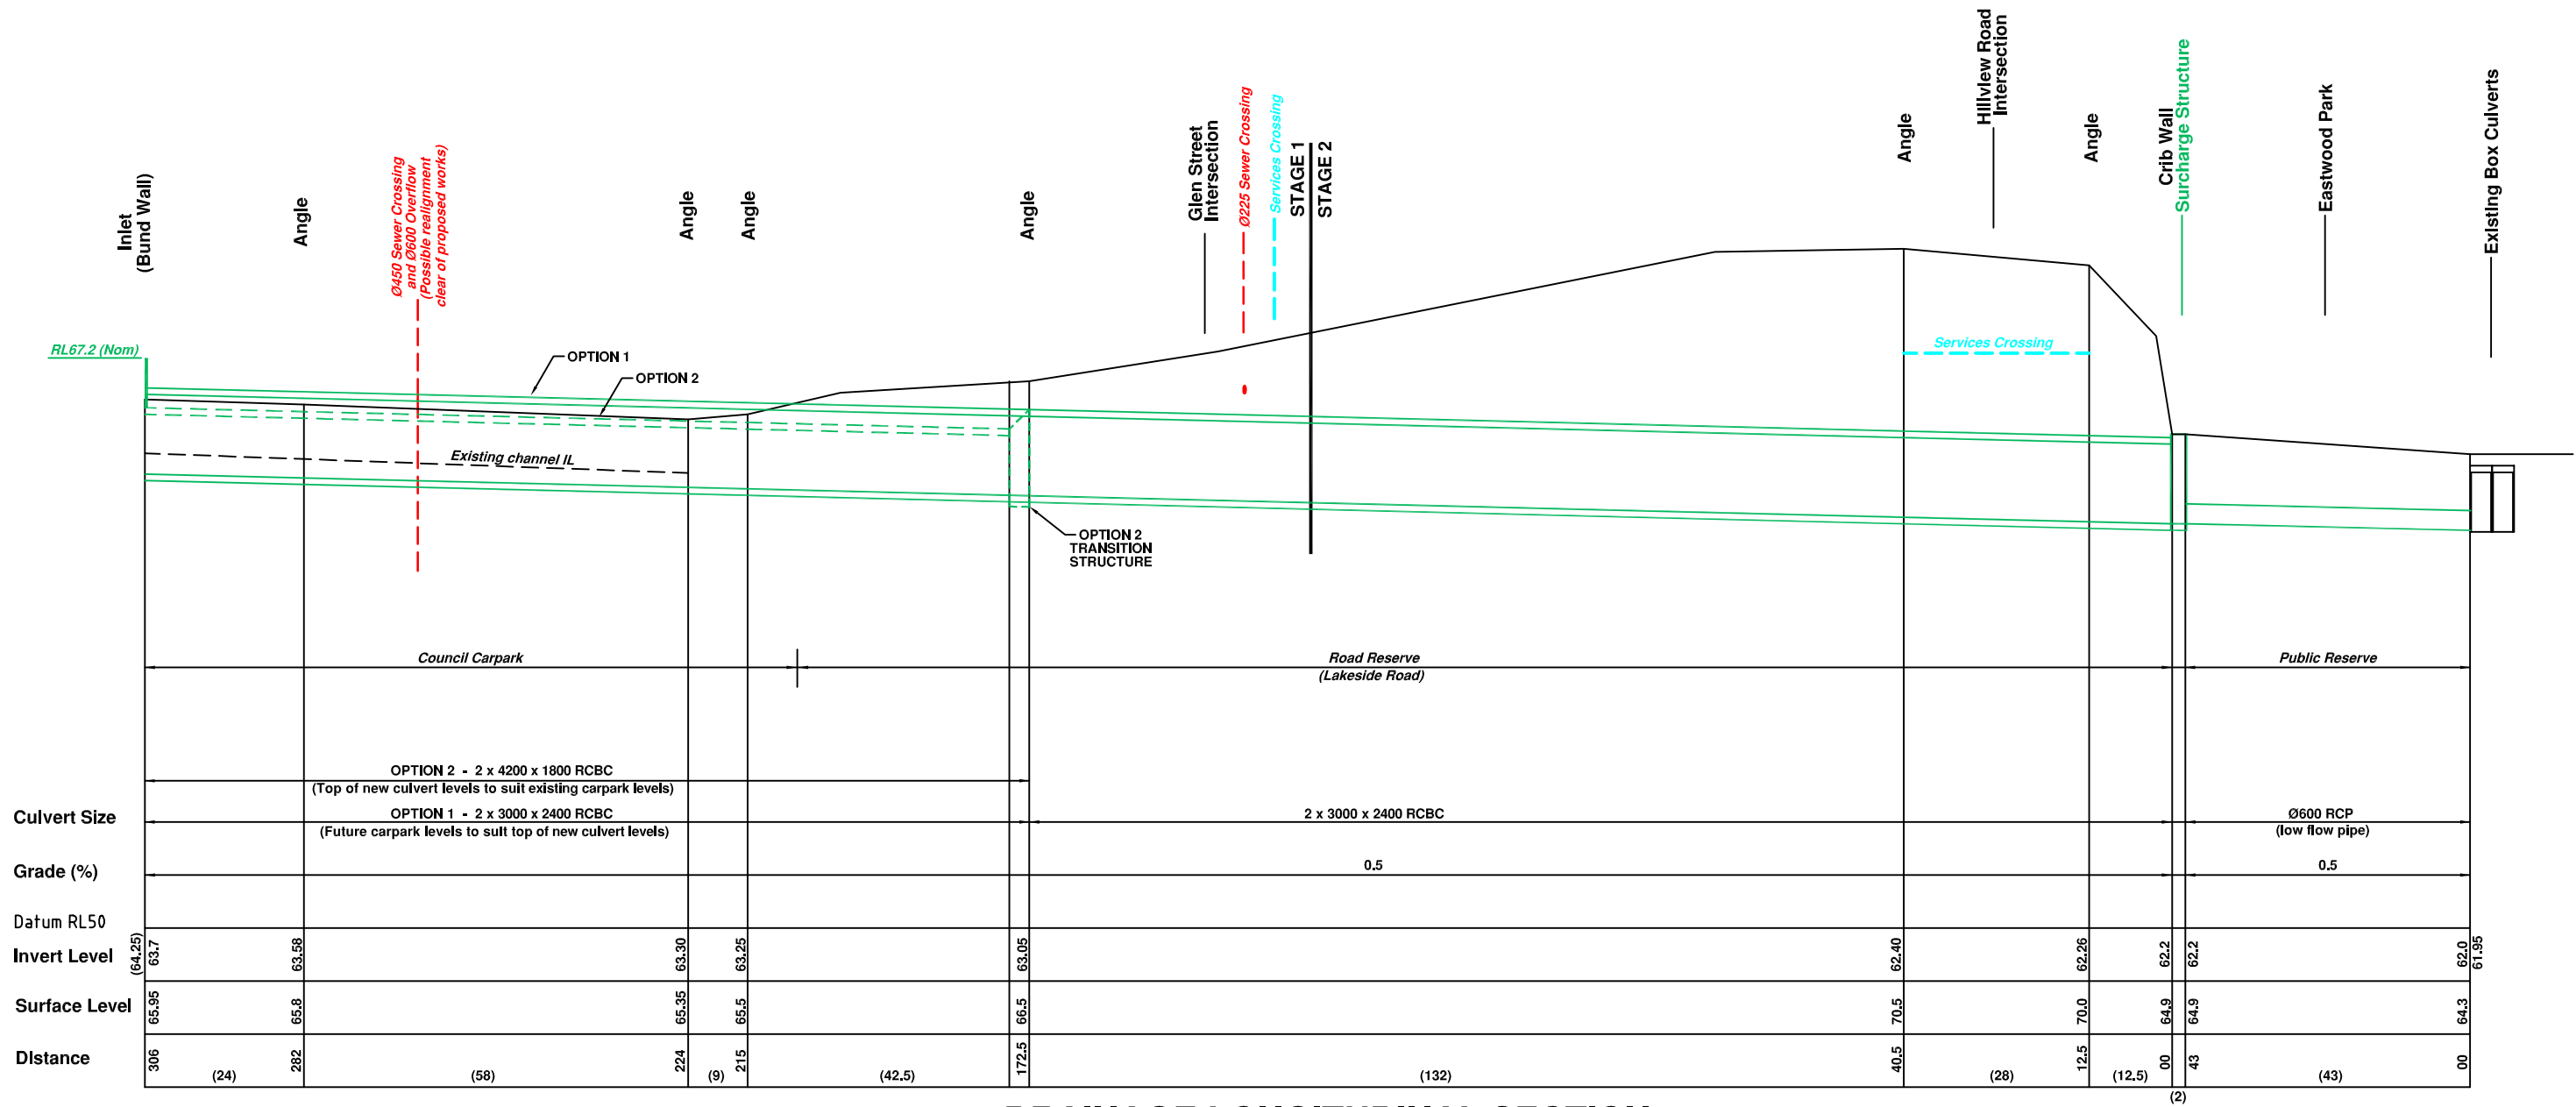 Inlet
(Bund Wall)
Angle
Ø450 Sewer Crossing
and Ø600 Overflow
(Possible realignment
clear of proposed works)
Angle
Angle
Angle
Glen Street
Intersection
Ø225 Sewer Crossing
Services Crossing
STAGE 1
STAGE 2
Angle
Hillview Road
Intersection
Angle
Crib Wall
Surcharge Structure
Eastwood Park
Existing Box Culverts
RL67.2 (Nom)
OPTION 1
OPTION 2
Services Crossing
Existing channel IL
OPTION 2
TRANSITION
STRUCTURE
Council Carpark
Road Reserve
(Lakeside Road)
Public Reserve
OPTION 2 - 2 x 4200 x 1800 RCBC
(Top of new culvert levels to suit existing carpark levels)
Culvert Size
OPTION 1 - 2 x 3000 x 2400 RCBC
(Future carpark levels to suit top of new culvert levels)
2 x 3000 x 2400 RCBC
Ø600 RCP
(low flow pipe)
Grade (%)
0.5
0.5
Datum RL50
Invert Level
(64.25)
63.7
63.58
63.30
63.25
63.05
62.40
62.26
62.2
62.2
62.0
61.95
Surface Level
65.95
65.8
65.35
65.5
66.5
70.5
70.0
64.9
64.9
64.3
Distance
306
(24)
282
(58)
224
(9)
215
(42.5)
172.5
(132)
40.5
(28)
12.5
(12.5)
00
(2)
43
(43)
00
DRAINAGE LONGITUDINAL SECTION